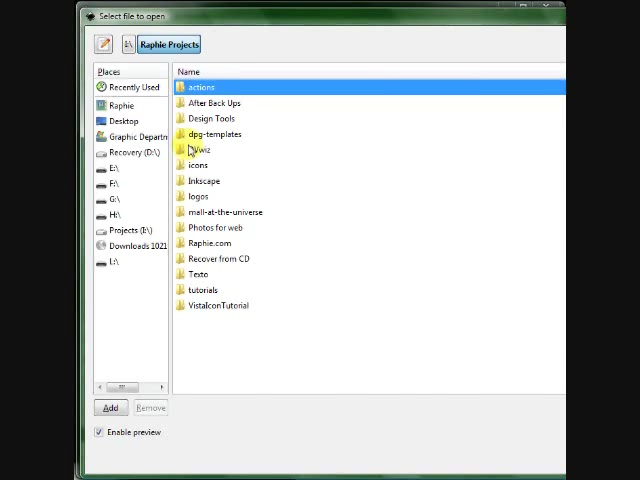 Select file to open
I:\ Raphie Projects
Places
Name
Recently Used
Raphie
Desktop
Graphic Departm
Recovery (D:\)
E:\
F:\
G:\
H:\
Projects (I:\)
Downloads 1021
L:\
actions
After Back Ups
Design Tools
dpg-templates
icons
Inkscape
logos
mall-at-the-universe
Photos for web
Raphie.com
Recover from CD
Texto
tutorials
VistaIconTutorial
Add
Remove
Enable preview